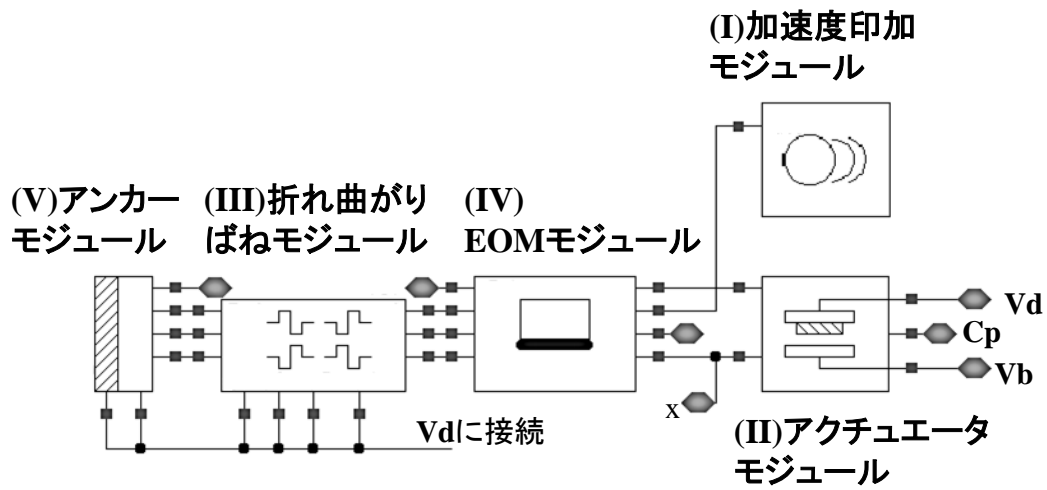 (I)加速度印加
モジュール
(V)アンカー
モジュール
(III)折れ曲がり
ばねモジュール
(IV)
EOMモジュール
Vd
Cp
Vb
x
Vdに接続
(II)アクチュエータ
モジュール